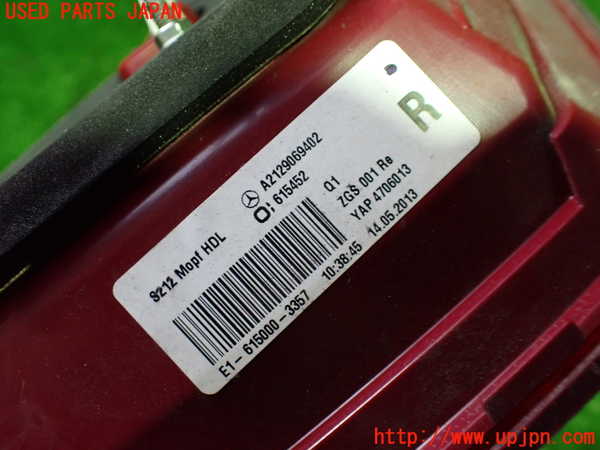 USED PARTS JAPAN
R
A2129069402
O: 615452
Q1
ZGS 001 Re
YAP 4706013
S212 Mopf HDL
10:38:45 14.05.2013
E1-615000-3357
http://www.upjpn.com/